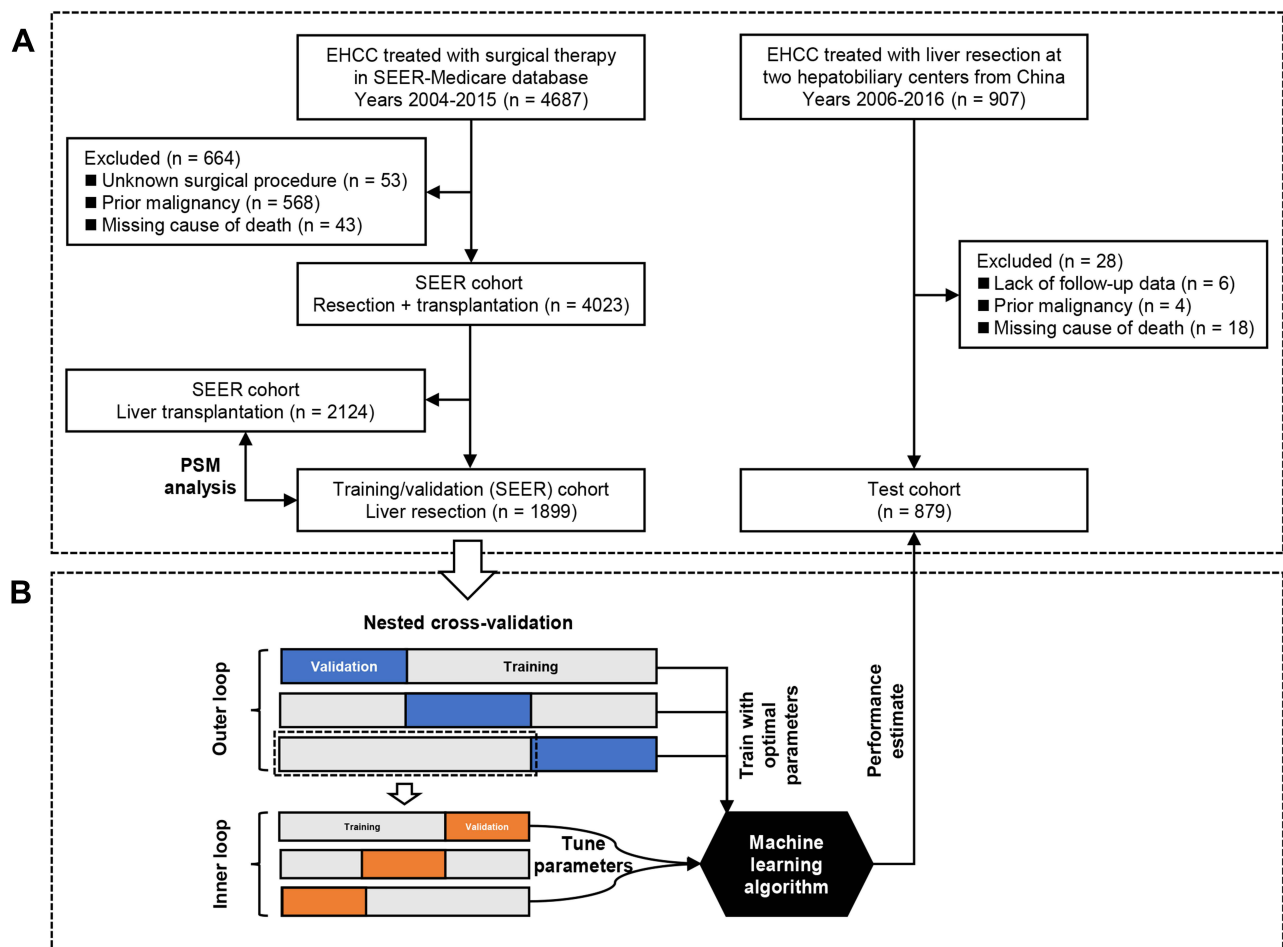 A
EHCC treated with surgical therapy
in SEER-Medicare database
Years 2004-2015 (n = 4687)
EHCC treated with liver resection at
two hepatobiliary centers from China
Years 2006-2016 (n = 907)
Excluded (n = 664)
■ Unknown surgical procedure (n = 53)
■ Prior malignancy (n = 568)
■ Missing cause of death (n = 43)
Excluded (n = 28)
■ Lack of follow-up data (n = 6)
■ Prior malignancy (n = 4)
■ Missing cause of death (n = 18)
SEER cohort
Resection + transplantation (n = 4023)
SEER cohort
Liver transplantation (n = 2124)
PSM
analysis
Training/validation (SEER) cohort
Liver resection (n = 1899)
Test cohort
(n = 879)
B
Nested cross-validation
Outer loop
Validation
Training
Train with
optimal
parameters
Performance
estimate
Inner loop
Training
Validation
Tune
parameters
Machine
learning
algorithm